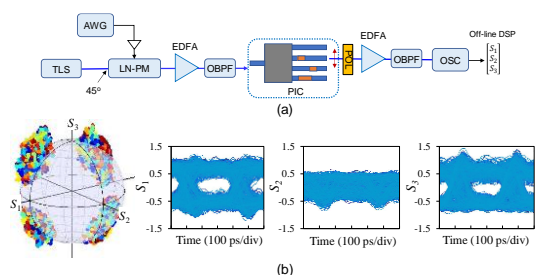 AWG
Off-line DSP
EDFA
EDFA
TLS
LN-PM
OBPF
POL
OBPF
OSC
S1
S2
S3
45º
PIC
(a)
S3
S1
S2
S1
1.5
0.5
-0.5
-1.5
Time (100 ps/div)
S2
1.5
0.5
-0.5
-1.5
Time (100 ps/div)
S3
1.5
0.5
-0.5
-1.5
Time (100 ps/div)
(b)